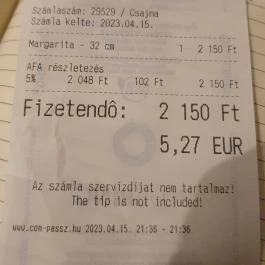 Számlaszám: 29529 / Csajna
Számla kelte: 2023.04.15.
Margarita - 32 cm 1 2 150 Ft
ÁFA részletezés
5% 2 048 Ft 102 Ft 2 150 Ft
Fizetendő: 2 150 Ft
5,27 EUR
Az számla szervizdíjat nem tartalmaz!
The tip is not included!
www.com-passz.hu 2023.04.15. 21:36 - 21:36